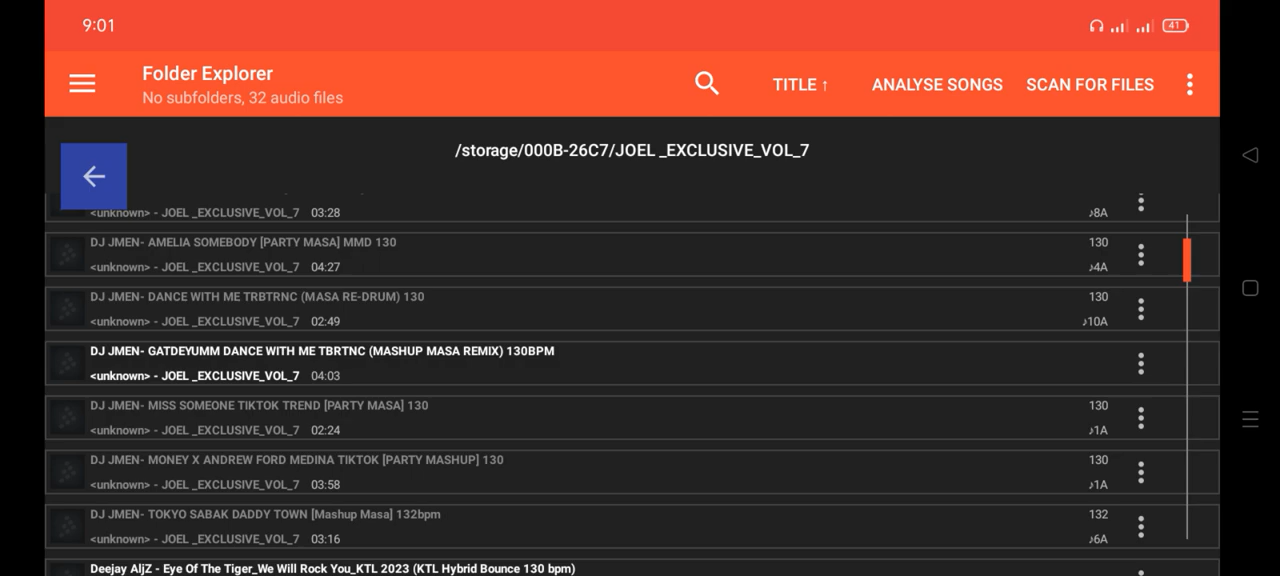 9:01
41
Folder Explorer
No subfolders, 32 audio files
TITLE ↑
ANALYSE SONGS
SCAN FOR FILES
/storage/000B-26C7/JOEL _EXCLUSIVE_VOL_7
<unknown> - JOEL _EXCLUSIVE_VOL_7 03:28 ♪8A
DJ JMEN- AMELIA SOMEBODY [PARTY MASA] MMD 130 130
<unknown> - JOEL _EXCLUSIVE_VOL_7 04:27 ♪4A
DJ JMEN- DANCE WITH ME TRBTRNC (MASA RE-DRUM) 130 130
<unknown> - JOEL _EXCLUSIVE_VOL_7 02:49 ♪10A
DJ JMEN- GATDEYUMM DANCE WITH ME TBRTNC (MASHUP MASA REMIX) 130BPM
<unknown> - JOEL _EXCLUSIVE_VOL_7 04:03
DJ JMEN- MISS SOMEONE TIKTOK TREND [PARTY MASA] 130 130
<unknown> - JOEL _EXCLUSIVE_VOL_7 02:24 ♪1A
DJ JMEN- MONEY X ANDREW FORD MEDINA TIKTOK [PARTY MASHUP] 130 130
<unknown> - JOEL _EXCLUSIVE_VOL_7 03:58 ♪1A
DJ JMEN- TOKYO SABAK DADDY TOWN [Mashup Masa] 132bpm 132
<unknown> - JOEL _EXCLUSIVE_VOL_7 03:16 ♪6A
Deejay AljZ - Eye Of The Tiger_We Will Rock You_KTL 2023 (KTL Hybrid Bounce 130 bpm)